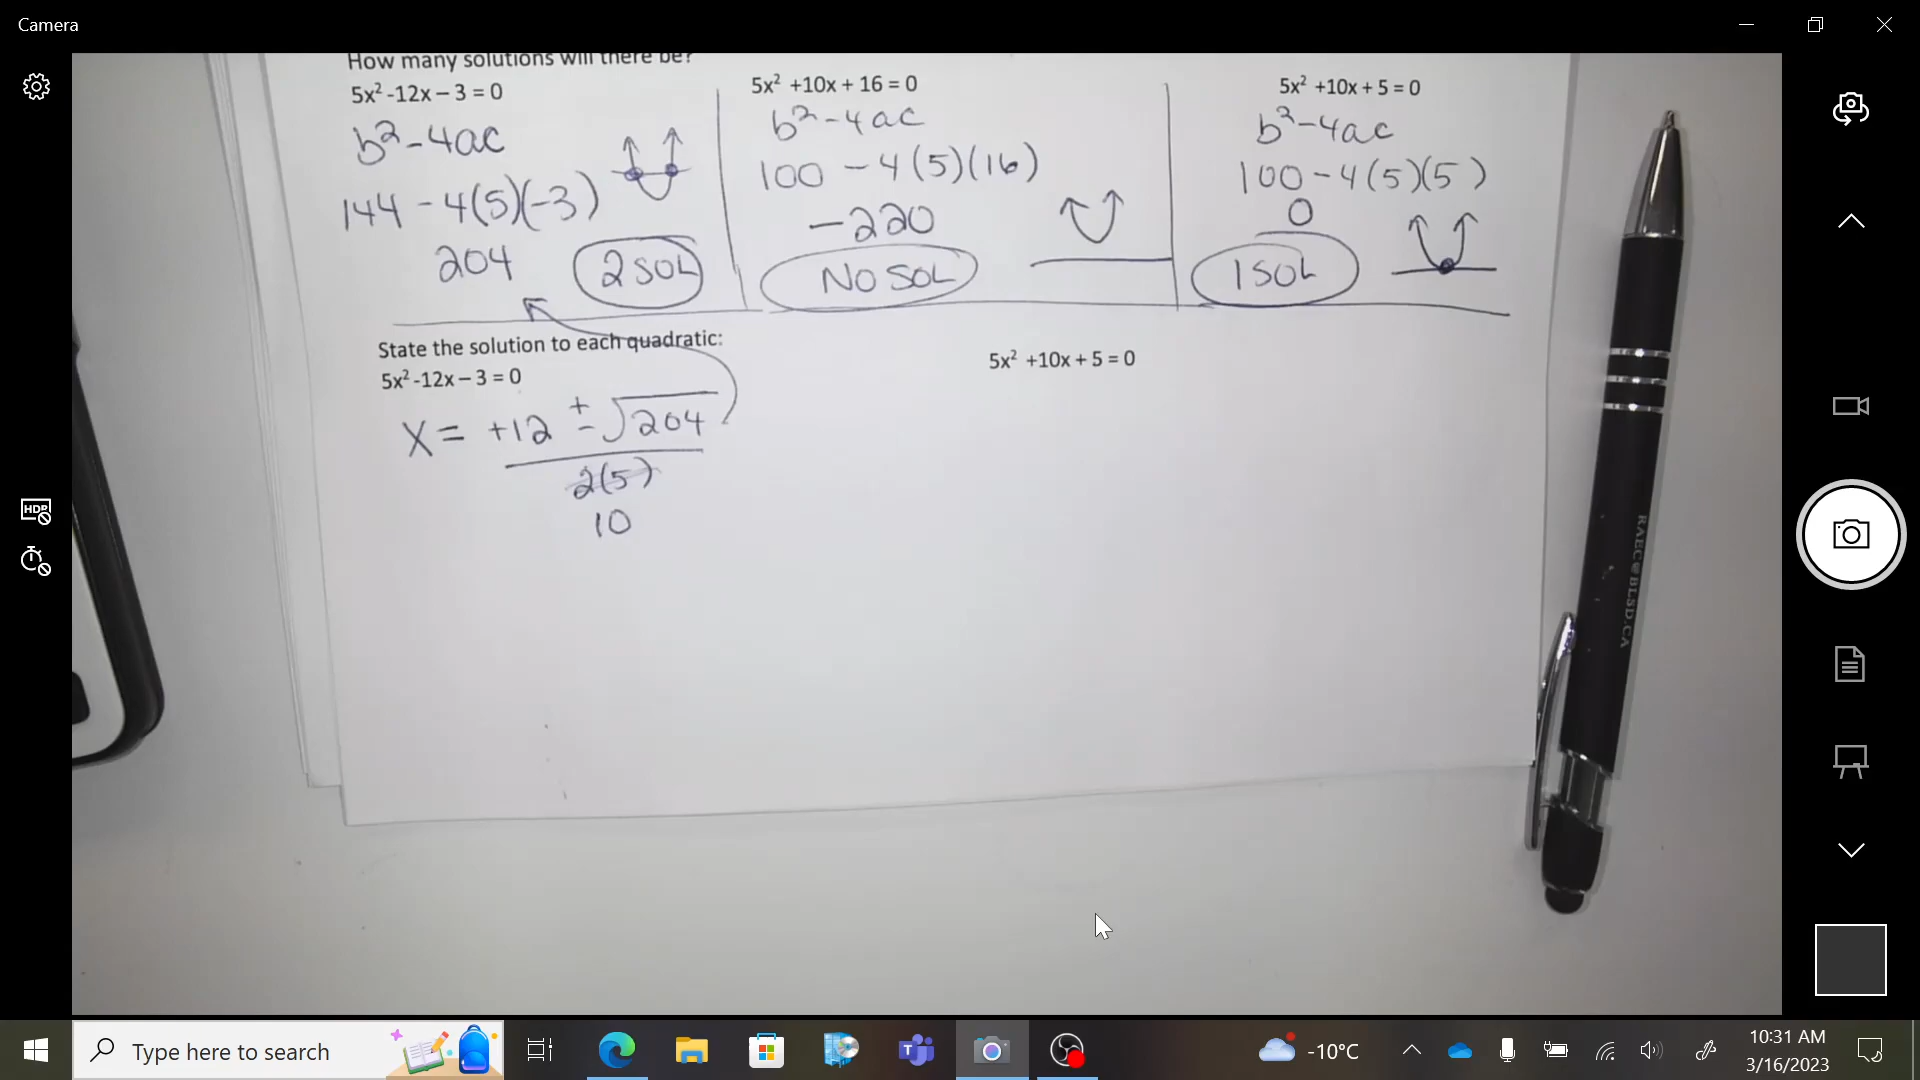 Camera
How many solutions will there be?
5x² -12x – 3 = 0
b² - 4ac
144 - 4(5)(-3)
204
2 SOL
5x² +10x + 16 = 0
b² - 4ac
100 - 4(5)(16)
-220
NO SOL
5x² +10x + 5 = 0
b² - 4ac
100 - 4(5)(5)
0
1 SOL
State the solution to each quadratic:
5x² -12x – 3 = 0
x = +12 ± √204
2(5)
10
5x² +10x + 5 = 0
RAEC@BLSD.CA
HDR
Type here to search
-10°C
10:31 AM
3/16/2023